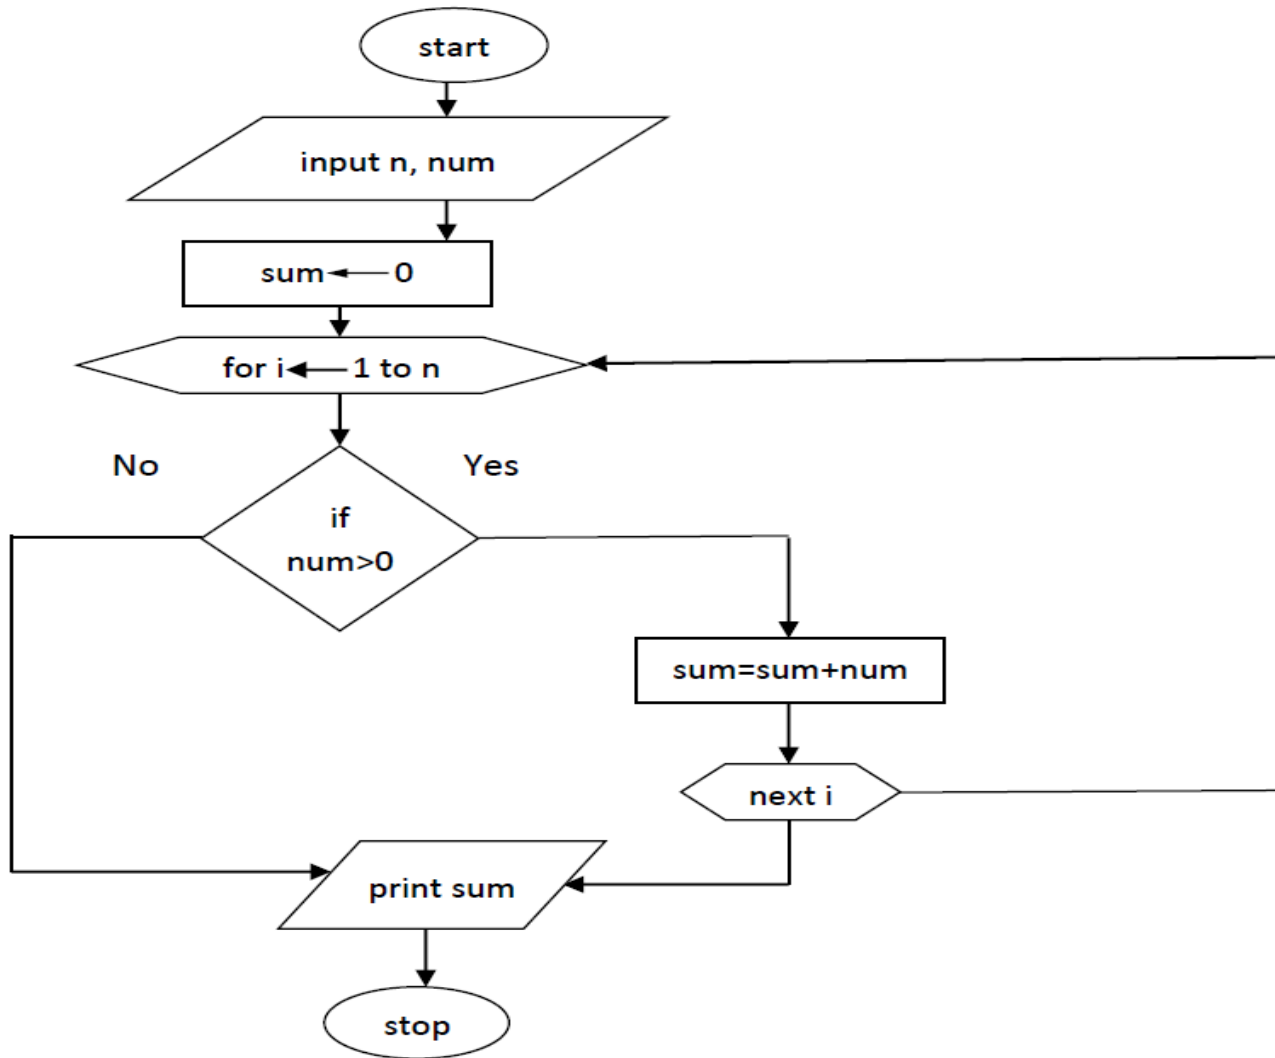 start
input n, num
sum← 0
for i← 1 to n
No
Yes
if
num>0
sum=sum+num
next i
print sum
stop